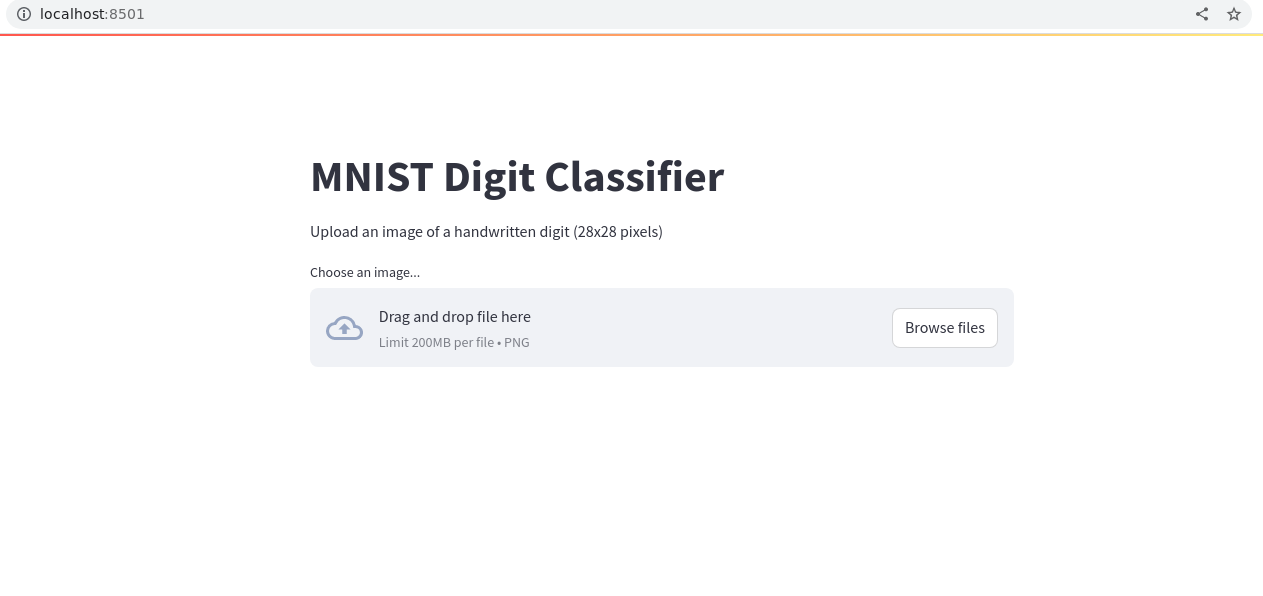 localhost:8501
MNIST Digit Classifier
Upload an image of a handwritten digit (28x28 pixels)
Choose an image...
Drag and drop file here
Limit 200MB per file • PNG
Browse files